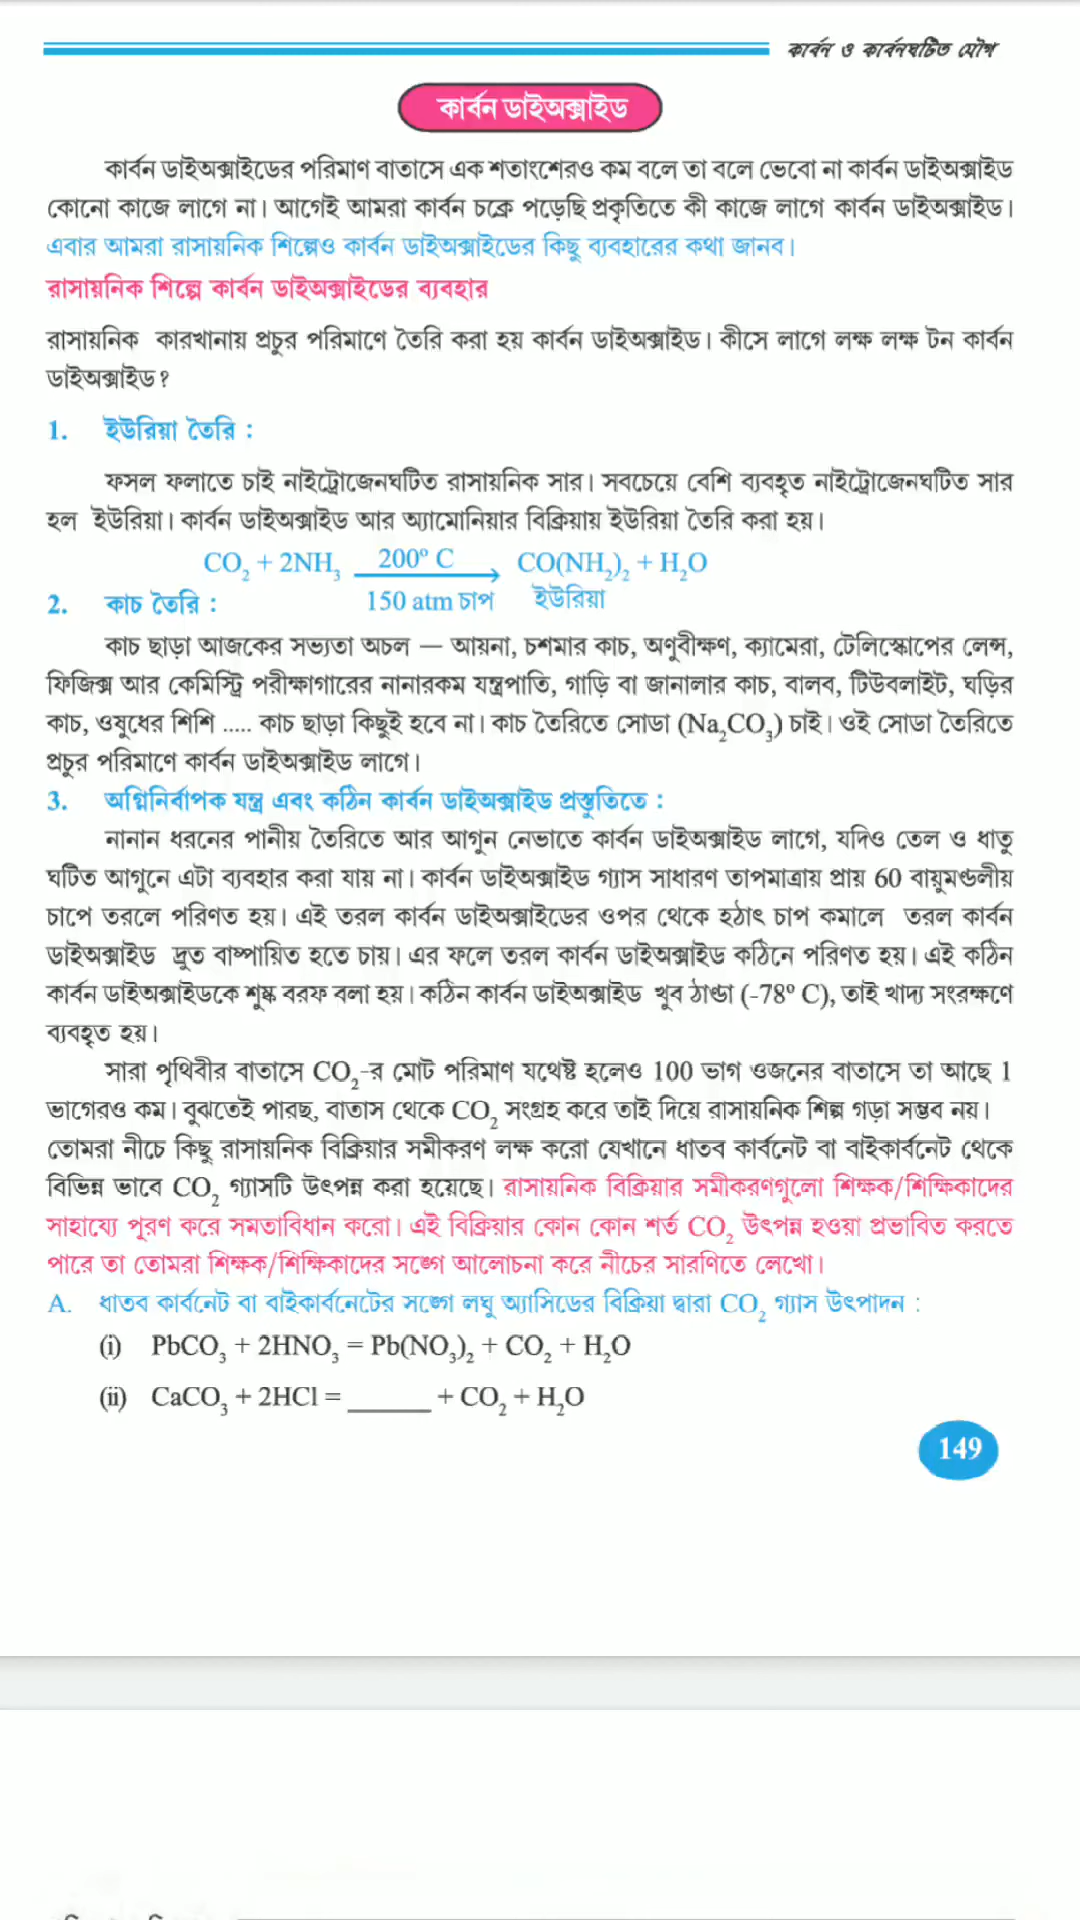 কার্বন ও কার্বনঘটিত যৌগ
কার্বন ডাইঅক্সাইড
কার্বন ডাইঅক্সাইডের পরিমাণ বাতাসে এক শতাংশেরও কম বলে তা বলে ভেবো না কার্বন ডাইঅক্সাইড
কোনো কাজে লাগে না। আগেই আমরা কার্বন চক্রে পড়েছি প্রকৃতিতে কী কাজে লাগে কার্বন ডাইঅক্সাইড।
এবার আমরা রাসায়নিক শিল্পেও কার্বন ডাইঅক্সাইডের কিছু ব্যবহারের কথা জানব।
রাসায়নিক শিল্পে কার্বন ডাইঅক্সাইডের ব্যবহার
রাসায়নিক কারখানায় প্রচুর পরিমাণে তৈরি করা হয় কার্বন ডাইঅক্সাইড। কীসে লাগে লক্ষ লক্ষ টন কার্বন
ডাইঅক্সাইড?
1. ইউরিয়া তৈরি :
ফসল ফলাতে চাই নাইট্রোজেনঘটিত রাসায়নিক সার। সবচেয়ে বেশি ব্যবহৃত নাইট্রোজেনঘটিত সার
হল ইউরিয়া। কার্বন ডাইঅক্সাইড আর অ্যামোনিয়ার বিক্রিয়ায় ইউরিয়া তৈরি করা হয়।
CO₂ + 2NH₃ 200º C → CO(NH₂)₂ + H₂O
150 atm চাপ ইউরিয়া
2. কাচ তৈরি :
কাচ ছাড়া আজকের সভ্যতা অচল — আয়না, চশমার কাচ, অণুবীক্ষণ, ক্যামেরা, টেলিস্কোপের লেন্স,
ফিজিক্স আর কেমিস্ট্রি পরীক্ষাগারের নানারকম যন্ত্রপাতি, গাড়ি বা জানালার কাচ, বালব, টিউবলাইট, ঘড়ির
কাচ, ওষুধের শিশি ..... কাচ ছাড়া কিছুই হবে না। কাচ তৈরিতে সোডা (Na₂CO₃) চাই। ওই সোডা তৈরিতে
প্রচুর পরিমাণে কার্বন ডাইঅক্সাইড লাগে।
3. অগ্নিনির্বাপক যন্ত্র এবং কঠিন কার্বন ডাইঅক্সাইড প্রস্তুতিতে :
নানান ধরনের পানীয় তৈরিতে আর আগুন নেভাতে কার্বন ডাইঅক্সাইড লাগে, যদিও তেল ও ধাতু
ঘটিত আগুনে এটা ব্যবহার করা যায় না। কার্বন ডাইঅক্সাইড গ্যাস সাধারণ তাপমাত্রায় প্রায় 60 বায়ুমণ্ডলীয়
চাপে তরলে পরিণত হয়। এই তরল কার্বন ডাইঅক্সাইডের ওপর থেকে হঠাৎ চাপ কমালে তরল কার্বন
ডাইঅক্সাইড দ্রুত বাষ্পায়িত হতে চায়। এর ফলে তরল কার্বন ডাইঅক্সাইড কঠিনে পরিণত হয়। এই কঠিন
কার্বন ডাইঅক্সাইডকে শুষ্ক বরফ বলা হয়। কঠিন কার্বন ডাইঅক্সাইড খুব ঠাণ্ডা (-78º C), তাই খাদ্য সংরক্ষণে
ব্যবহৃত হয়।
সারা পৃথিবীর বাতাসে CO₂-র মোট পরিমাণ যথেষ্ট হলেও 100 ভাগ ওজনের বাতাসে তা আছে 1
ভাগেরও কম। বুঝতেই পারছ, বাতাস থেকে CO₂ সংগ্রহ করে তাই দিয়ে রাসায়নিক শিল্প গড়া সম্ভব নয়।
তোমরা নীচে কিছু রাসায়নিক বিক্রিয়ার সমীকরণ লক্ষ করো যেখানে ধাতব কার্বনেট বা বাইকার্বনেট থেকে
বিভিন্ন ভাবে CO₂ গ্যাসটি উৎপন্ন করা হয়েছে। রাসায়নিক বিক্রিয়ার সমীকরণগুলো শিক্ষক/শিক্ষিকাদের
সাহায্যে পূরণ করে সমতাবিধান করো। এই বিক্রিয়ার কোন কোন শর্ত CO₂ উৎপন্ন হওয়া প্রভাবিত করতে
পারে তা তোমরা শিক্ষক/শিক্ষিকাদের সঙ্গে আলোচনা করে নীচের সারণিতে লেখো।
A. ধাতব কার্বনেট বা বাইকার্বনেটের সঙ্গে লঘু অ্যাসিডের বিক্রিয়া দ্বারা CO₂ গ্যাস উৎপাদন :
(i) PbCO₃ + 2HNO₃ = Pb(NO₃)₂ + CO₂ + H₂O
(ii) CaCO₃ + 2HCl = ______ + CO₂ + H₂O
149